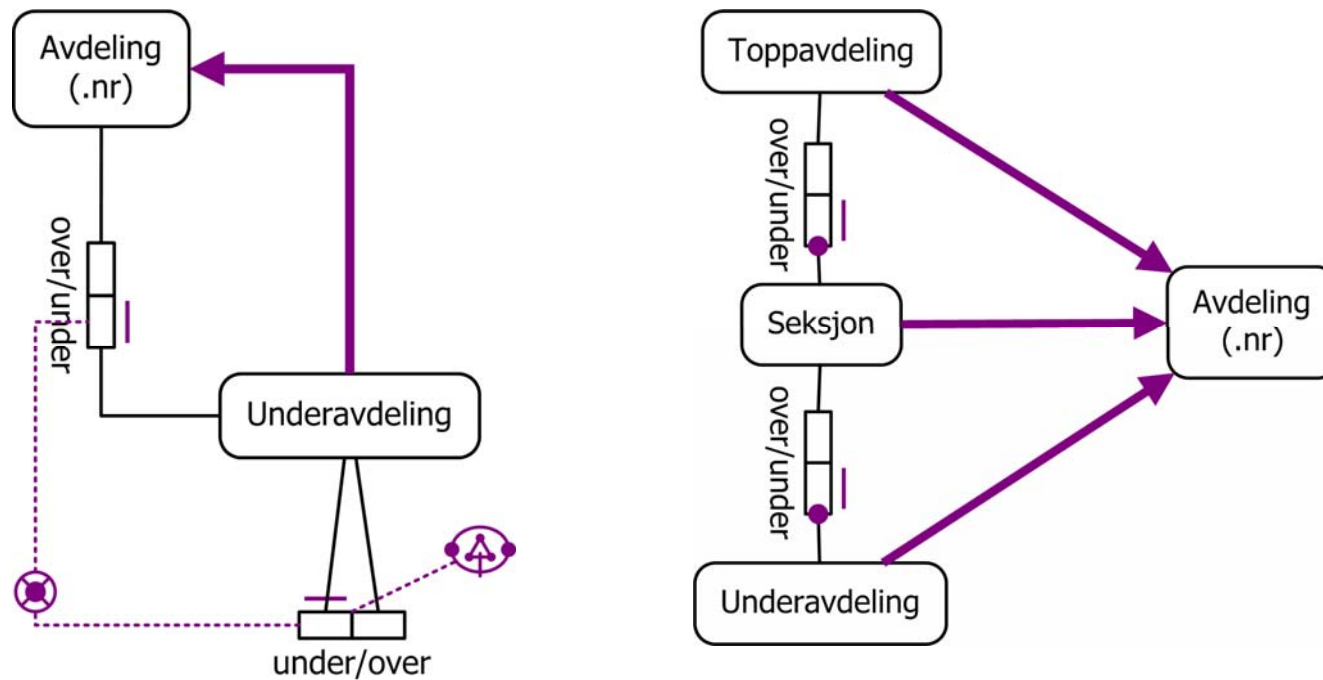 Avdeling
(.nr)
over/under
Underavdeling
under/over
Toppavdeling
over/under
Seksjon
over/under
Underavdeling
Avdeling
(.nr)